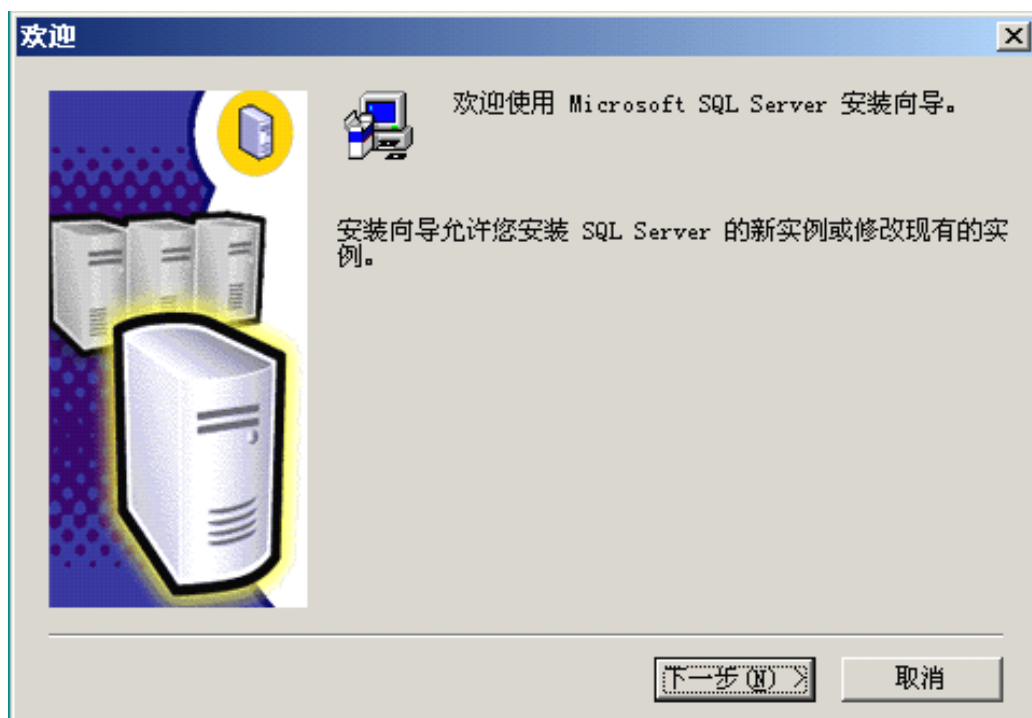 欢迎
欢迎使用 Microsoft SQL Server 安装向导。
安装向导允许您安装 SQL Server 的新实例或修改现有的实
例。
下一步(N) >
取消